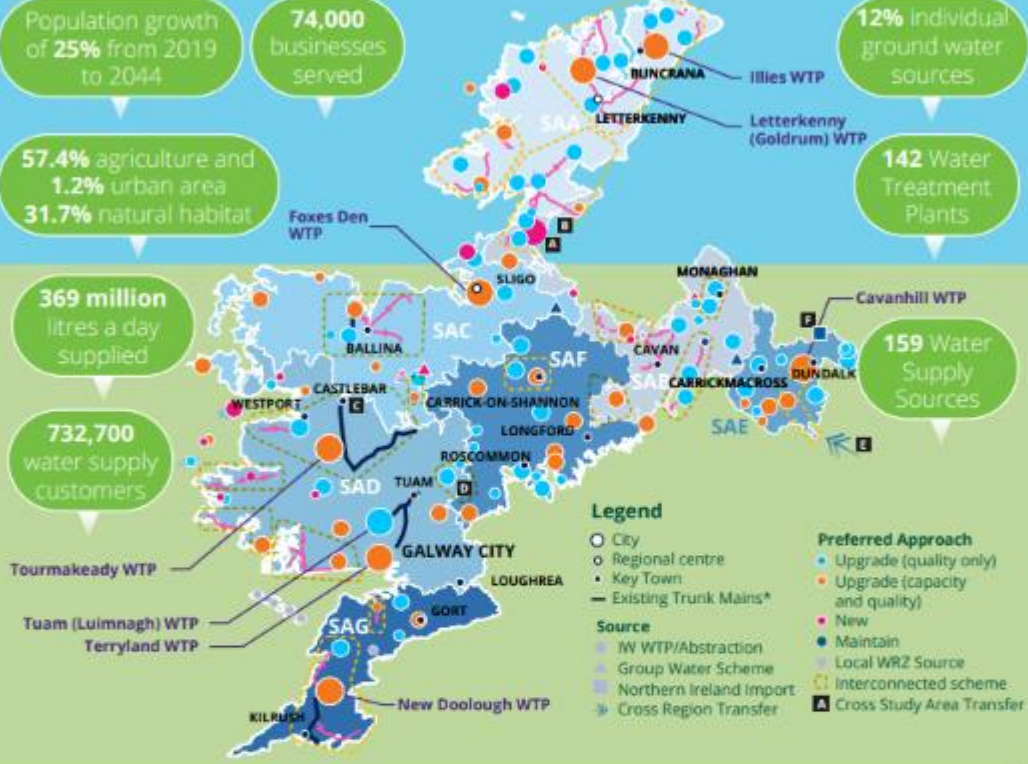 Population growth
of 25% from 2019
to 2044
74,000
businesses
served
12% individual
ground water
sources
57.4% agriculture and
1.2% urban area
31.7% natural habitat
142 Water
Treatment
Plants
369 million
litres a day
supplied
159 Water
Supply
Sources
732,700
water supply
customers
BUNCRANA
Illies WTP
LETTERKENNY
Letterkenny
(Goldrum) WTP
SAA
Foxes Den
WTP
B
A
SLIGO
MONAGHAN
Cavanhill WTP
F
SAC
BALLINA
SAF
CAVAN
DUNDALK
CASTLEBAR
CARRICKMACROSS
WESTPORT
C
CARRICK-ON-SHANNON
LONGFORD
SAE
E
ROSCOMMON
SAD
TUAM
D
GALWAY CITY
Tourmakeady WTP
LOUGHREA
Tuam (Luimnagh) WTP
Terryland WTP
GORT
SAG
New Doolough WTP
KILRUSH
Legend
City
Regional centre
Key Town
Existing Trunk Mains*
Source
IW WTP/Abstraction
Group Water Scheme
Northern Ireland Import
Cross Region Transfer
Preferred Approach
Upgrade (quality only)
Upgrade (capacity
and quality)
New
Maintain
Local WRZ Source
Interconnected scheme
A Cross Study Area Transfer